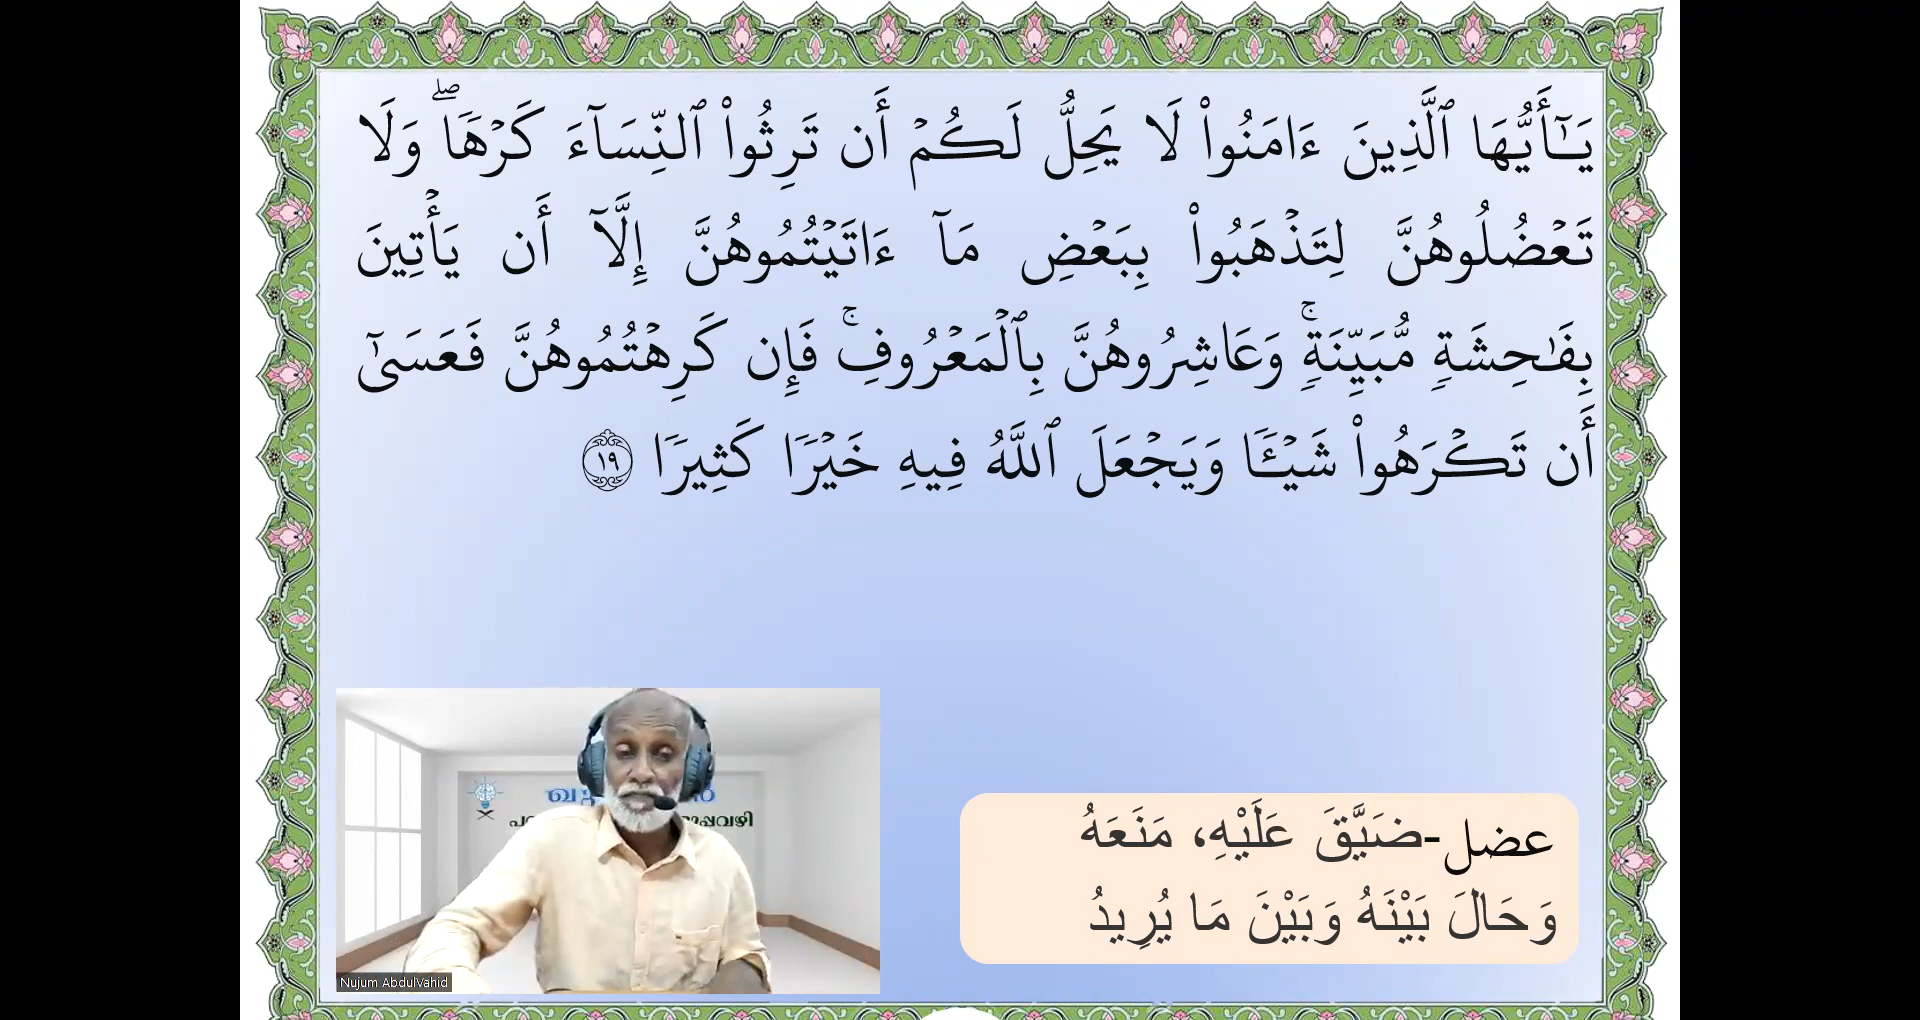 يَـٰٓأَيُّهَا ٱلَّذِينَ ءَامَنُوا۟ لَا يَحِلُّ لَكُمْ أَن تَرِثُوا۟ ٱلنِّسَآءَ كَرْهًا ۖ وَلَا
تَعْضُلُوهُنَّ لِتَذْهَبُوا۟ بِبَعْضِ مَآ ءَاتَيْتُمُوهُنَّ إِلَّآ أَن يَأْتِينَ
بِفَـٰحِشَةٍ مُّبَيِّنَةٍ ۚ وَعَاشِرُوهُنَّ بِٱلْمَعْرُوفِ ۚ فَإِن كَرِهْتُمُوهُنَّ فَعَسَىٰٓ
أَن تَكْرَهُوا۟ شَيْـًٔا وَيَجْعَلَ ٱللَّهُ فِيهِ خَيْرًا كَثِيرًا ١٩
عضل-ضَيَّقَ عَلَيْهِ، مَنَعَهُ
وَحَالَ بَيْنَهُ وَبَيْنَ مَا يُرِيدُ
Nujum AbdulVahid